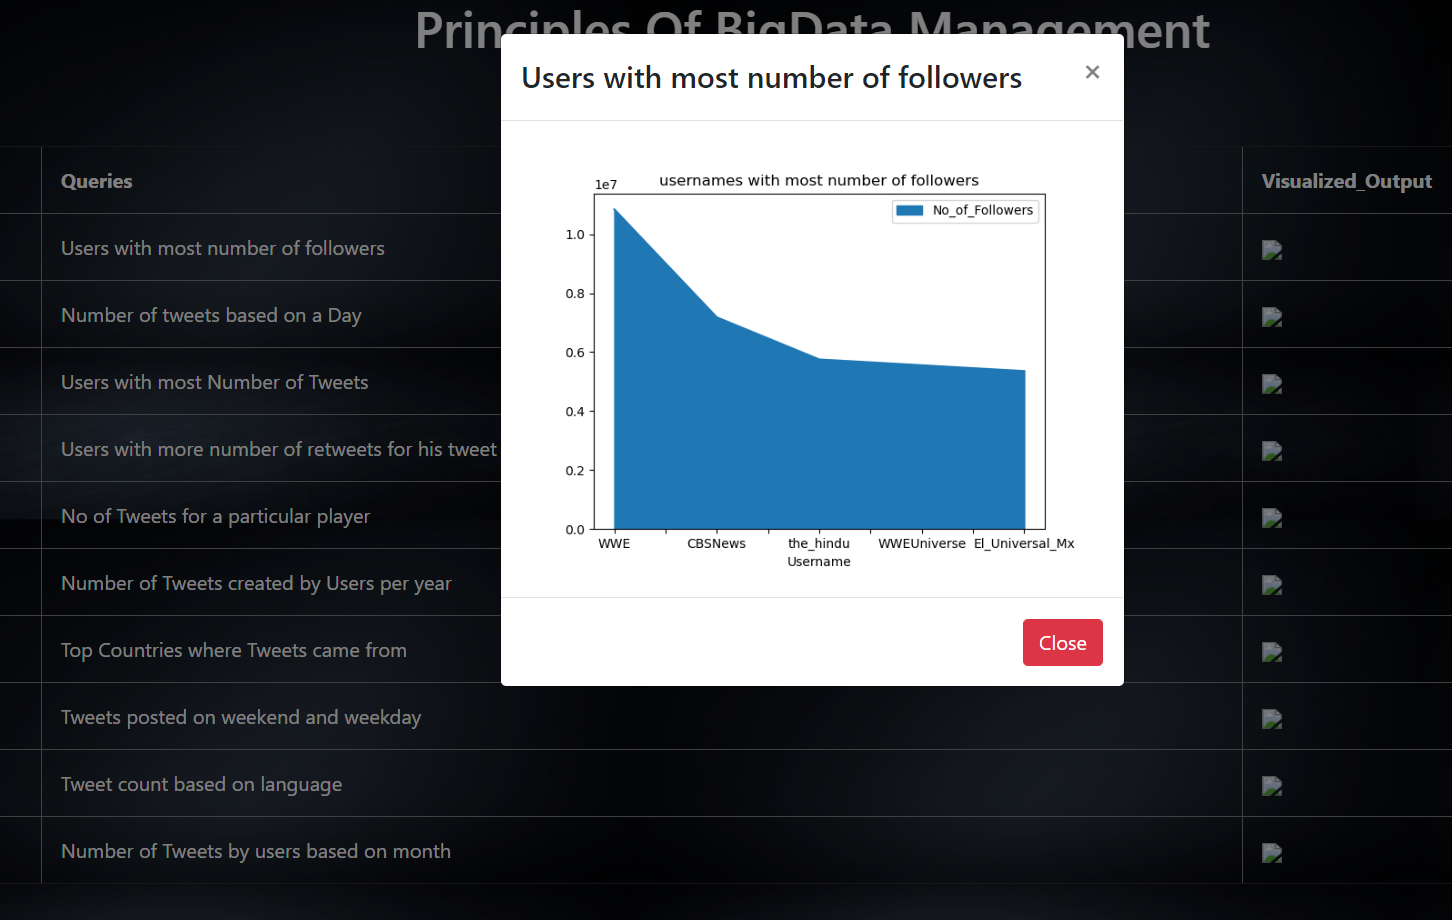 Principles Of BigData Management
Users with most number of followers
×
Queries
Visualized_Output
usernames with most number of followers
1e7
No_of_Followers
1.0
0.8
0.6
0.4
0.2
0.0
WWE CBSNews the_hindu WWEUniverse El_Universal_Mx
Username
Close
Users with most number of followers
Number of tweets based on a Day
Users with most Number of Tweets
Users with more number of retweets for his tweet
No of Tweets for a particular player
Number of Tweets created by Users per year
Top Countries where Tweets came from
Tweets posted on weekend and weekday
Tweet count based on language
Number of Tweets by users based on month